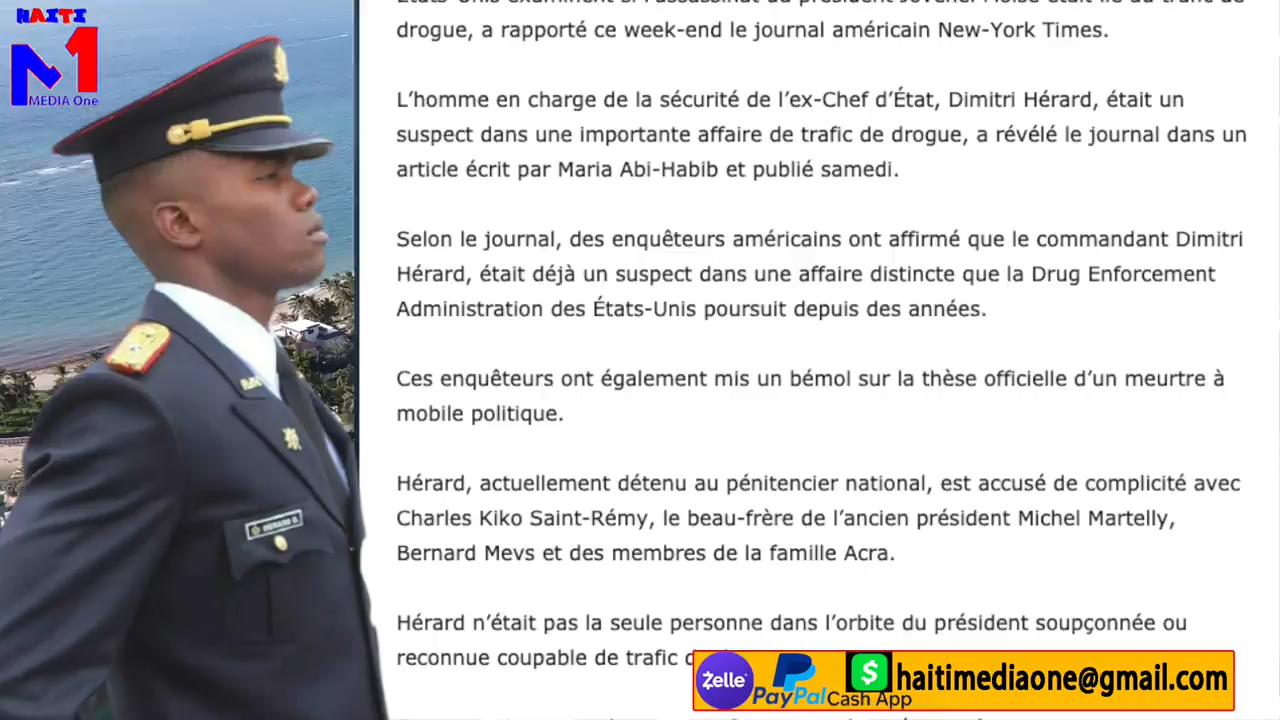 HAITI
M1
MEDIA One
drogue, a rapporté ce week-end le journal américain New-York Times.
L’homme en charge de la sécurité de l’ex-Chef d’État, Dimitri Hérard, était un
suspect dans une importante affaire de trafic de drogue, a révélé le journal dans un
article écrit par Maria Abi-Habib et publié samedi.
Selon le journal, des enquêteurs américains ont affirmé que le commandant Dimitri
Hérard, était déjà un suspect dans une affaire distincte que la Drug Enforcement
Administration des États-Unis poursuit depuis des années.
Ces enquêteurs ont également mis un bémol sur la thèse officielle d’un meurtre à
mobile politique.
Hérard, actuellement détenu au pénitencier national, est accusé de complicité avec
Charles Kiko Saint-Rémy, le beau-frère de l’ancien président Michel Martelly,
Bernard Mevs et des membres de la famille Acra.
Hérard n’était pas la seule personne dans l’orbite du président soupçonnée ou
reconnue coupable de trafic
HERARD D.
Zelle PayPal $ Cash App haitimediaone@gmail.com